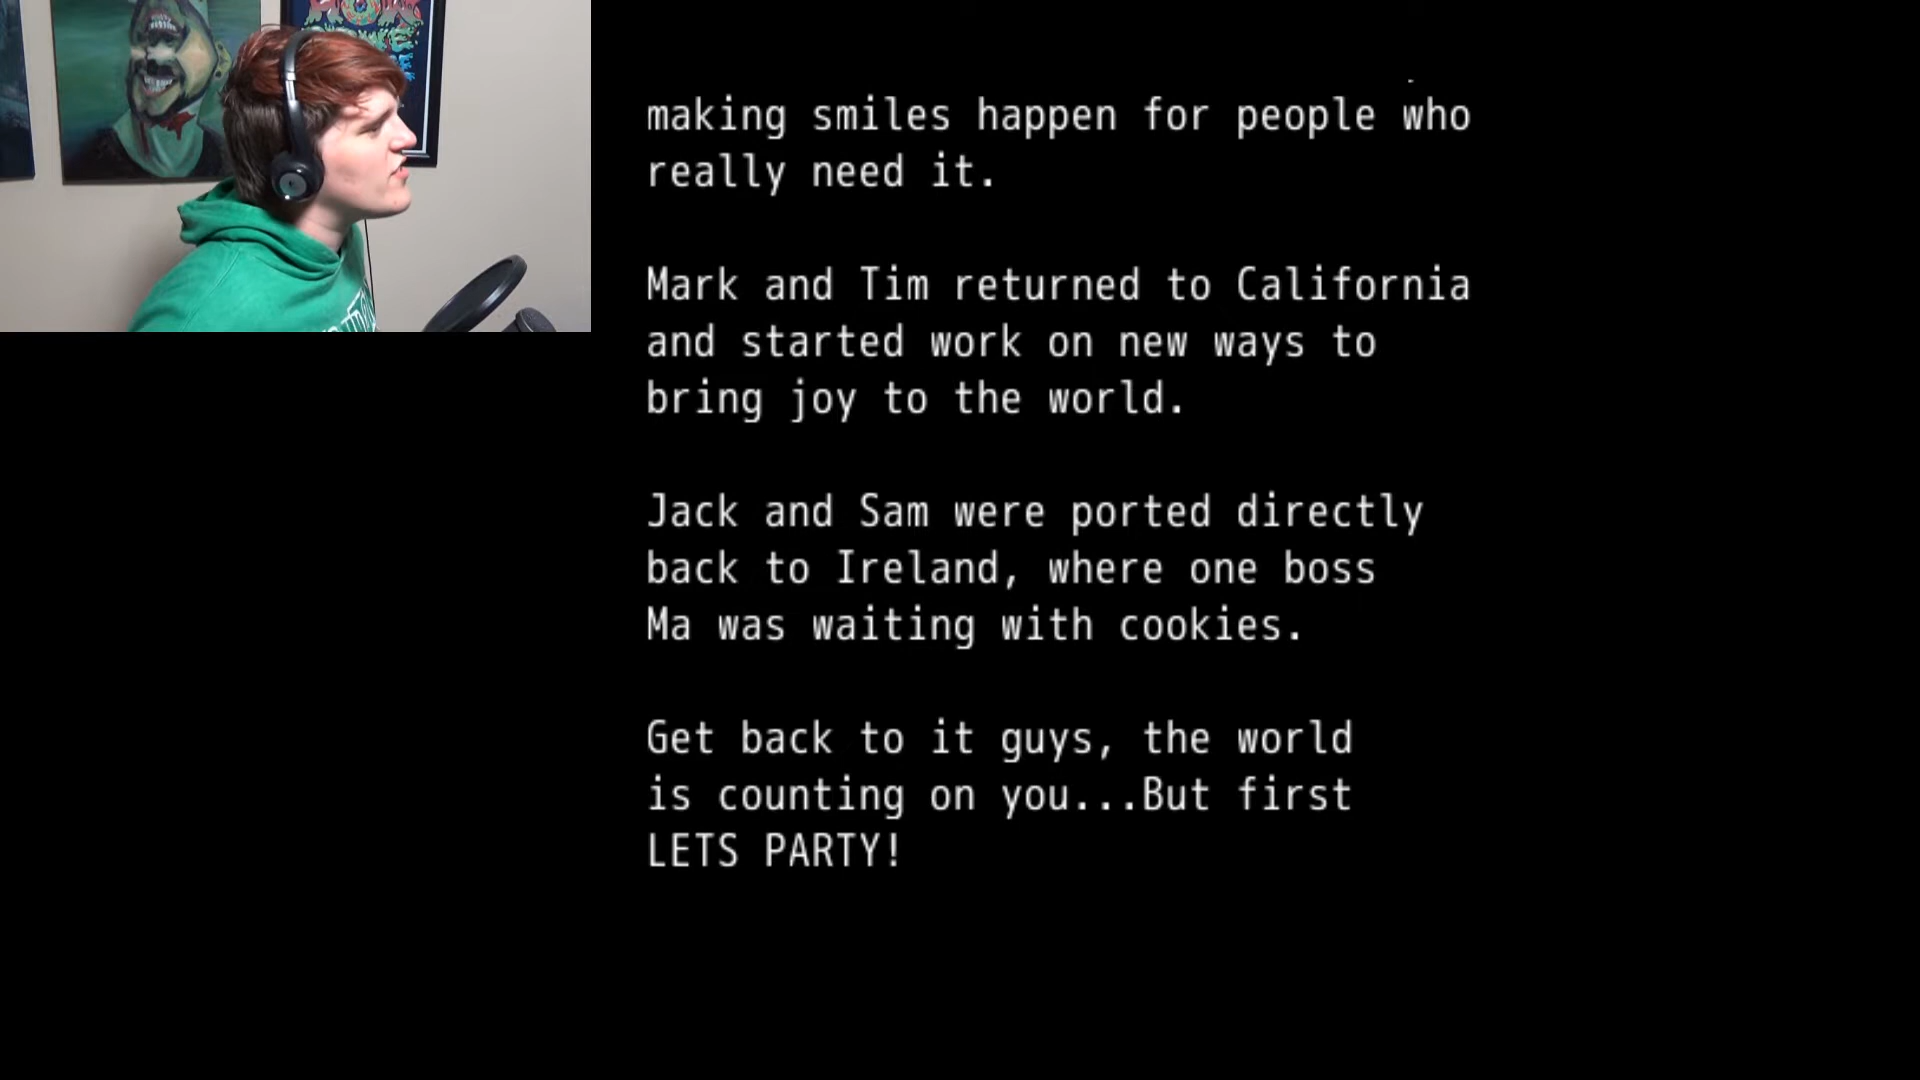 making smiles happen for people who
really need it.
Mark and Tim returned to California
and started work on new ways to
bring joy to the world.
Jack and Sam were ported directly
back to Ireland, where one boss
Ma was waiting with cookies.
Get back to it guys, the world
is counting on you...But first
LETS PARTY!